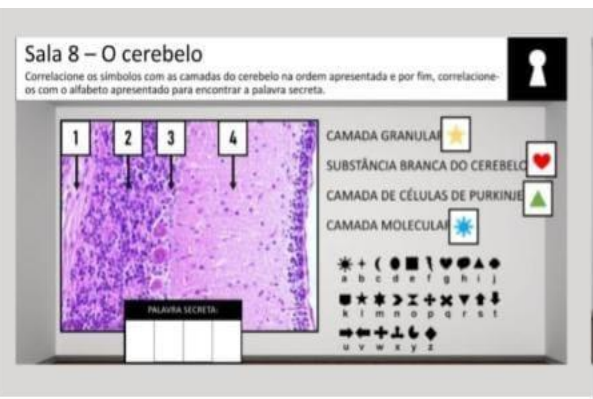 Sala 8 – O cerebelo
Correlacione os símbolos com as camadas do cerebelo na ordem apresentada e por fim, correlacione-
os com o alfabeto apresentado para encontrar a palavra secreta.
1 2 3 4
CAMADA GRANULAR
SUBSTÂNCIA BRANCA DO CEREBELO
CAMADA DE CÉLULAS DE PURKINJE
CAMADA MOLECULAR
a b c d e f g h i j
k l m n o p q r s t
u v w x y z
PALAVRA SECRETA: